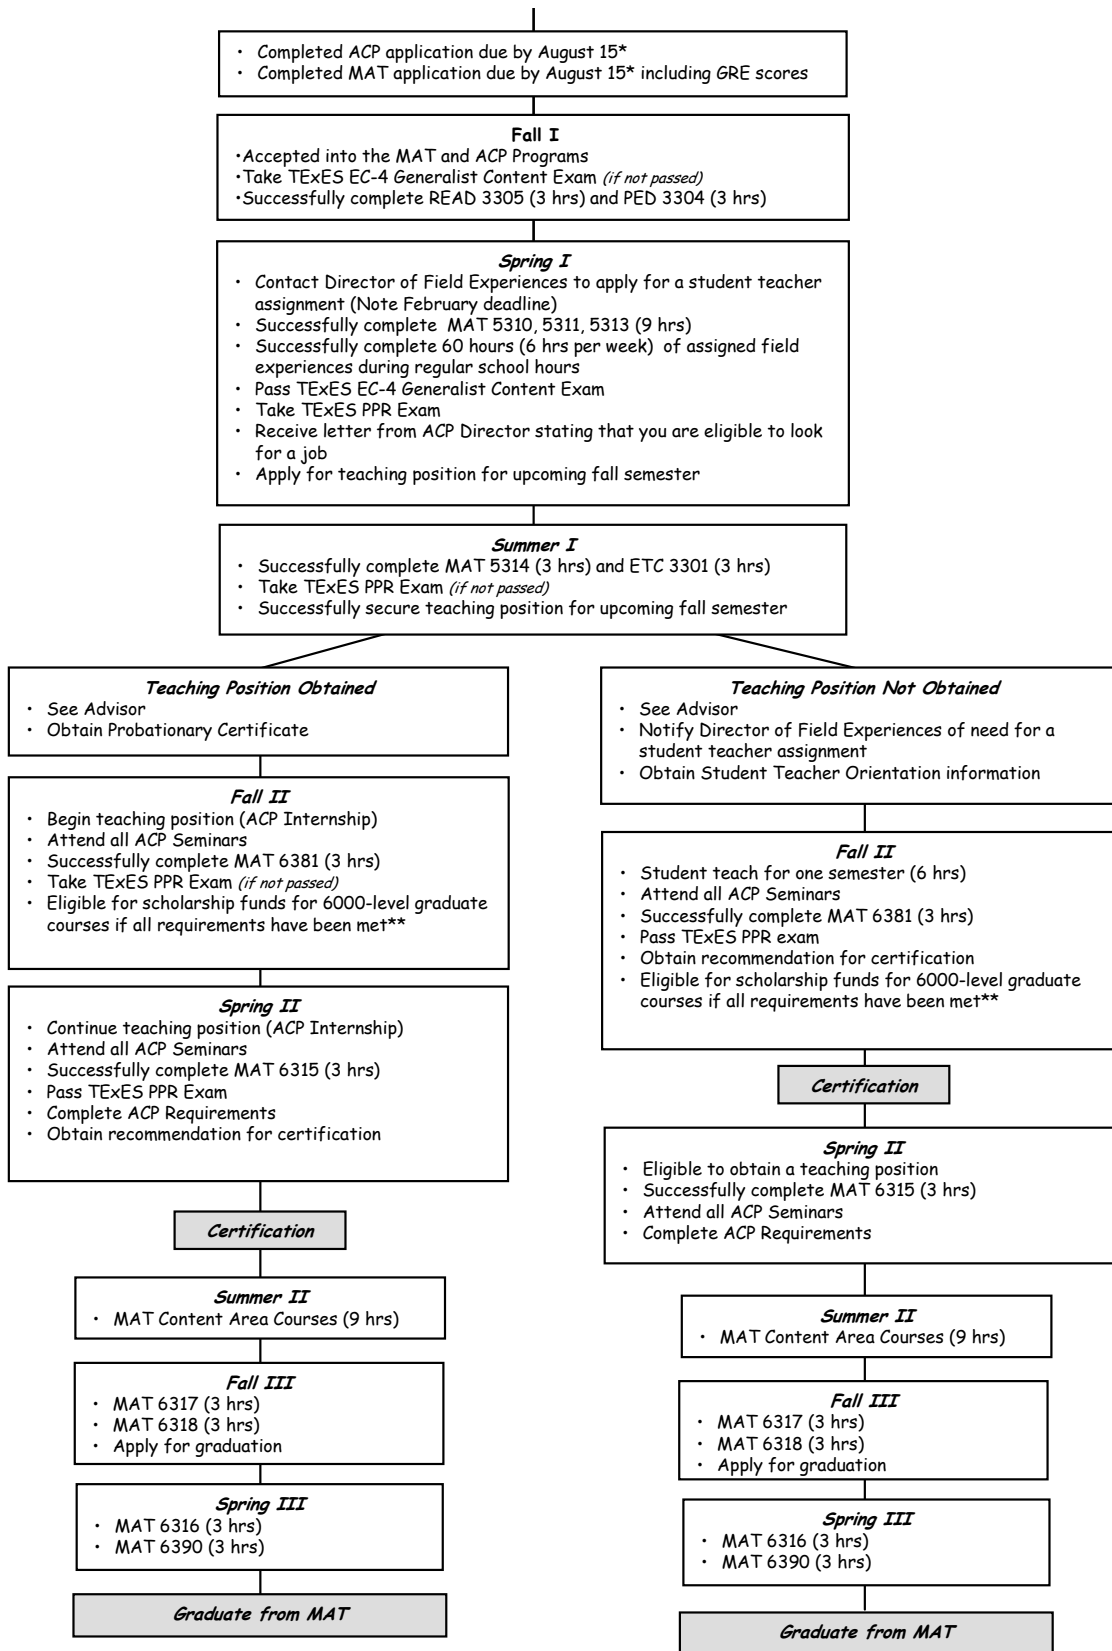 • Completed ACP application due by August 15*
• Completed MAT application due by August 15* including GRE scores
Fall I
•Accepted into the MAT and ACP Programs
•Take TExES EC-4 Generalist Content Exam (if not passed)
•Successfully complete READ 3305 (3 hrs) and PED 3304 (3 hrs)
Spring I
• Contact Director of Field Experiences to apply for a student teacher
assignment (Note February deadline)
• Successfully complete MAT 5310, 5311, 5313 (9 hrs)
• Successfully complete 60 hours (6 hrs per week) of assigned field
experiences during regular school hours
• Pass TExES EC-4 Generalist Content Exam
• Take TExES PPR Exam
• Receive letter from ACP Director stating that you are eligible to look
for a job
• Apply for teaching position for upcoming fall semester
Summer I
• Successfully complete MAT 5314 (3 hrs) and ETC 3301 (3 hrs)
• Take TExES PPR Exam (if not passed)
• Successfully secure teaching position for upcoming fall semester
Teaching Position Obtained
• See Advisor
• Obtain Probationary Certificate
Fall II
• Begin teaching position (ACP Internship)
• Attend all ACP Seminars
• Successfully complete MAT 6381 (3 hrs)
• Take TExES PPR Exam (if not passed)
• Eligible for scholarship funds for 6000-level graduate
courses if all requirements have been met**
Spring II
• Continue teaching position (ACP Internship)
• Attend all ACP Seminars
• Successfully complete MAT 6315 (3 hrs)
• Pass TExES PPR Exam
• Complete ACP Requirements
• Obtain recommendation for certification
Certification
Summer II
• MAT Content Area Courses (9 hrs)
Fall III
• MAT 6317 (3 hrs)
• MAT 6318 (3 hrs)
• Apply for graduation
Spring III
• MAT 6316 (3 hrs)
• MAT 6390 (3 hrs)
Graduate from MAT
Teaching Position Not Obtained
• See Advisor
• Notify Director of Field Experiences of need for a
student teacher assignment
• Obtain Student Teacher Orientation information
Fall II
• Student teach for one semester (6 hrs)
• Attend all ACP Seminars
• Successfully complete MAT 6381 (3 hrs)
• Pass TExES PPR exam
• Obtain recommendation for certification
• Eligible for scholarship funds for 6000-level graduate
courses if all requirements have been met**
Certification
Spring II
• Eligible to obtain a teaching position
• Successfully complete MAT 6315 (3 hrs)
• Attend all ACP Seminars
• Complete ACP Requirements
Summer II
• MAT Content Area Courses (9 hrs)
Fall III
• MAT 6317 (3 hrs)
• MAT 6318 (3 hrs)
• Apply for graduation
Spring III
• MAT 6316 (3 hrs)
• MAT 6390 (3 hrs)
Graduate from MAT